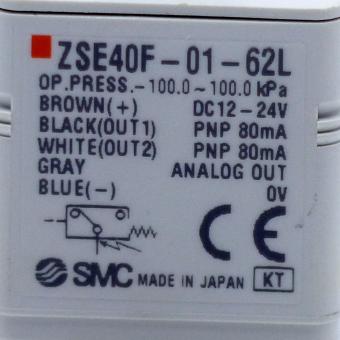 ZSE40F-01-62L
OP.PRESS.-100.0~100.0 kPa
BROWN(+) DC12-24V
BLACK(OUT1) PNP 80mA
WHITE(OUT2) PNP 80mA
GRAY ANALOG OUT
BLUE(-) 0V
CE
SMC MADE IN JAPAN KT